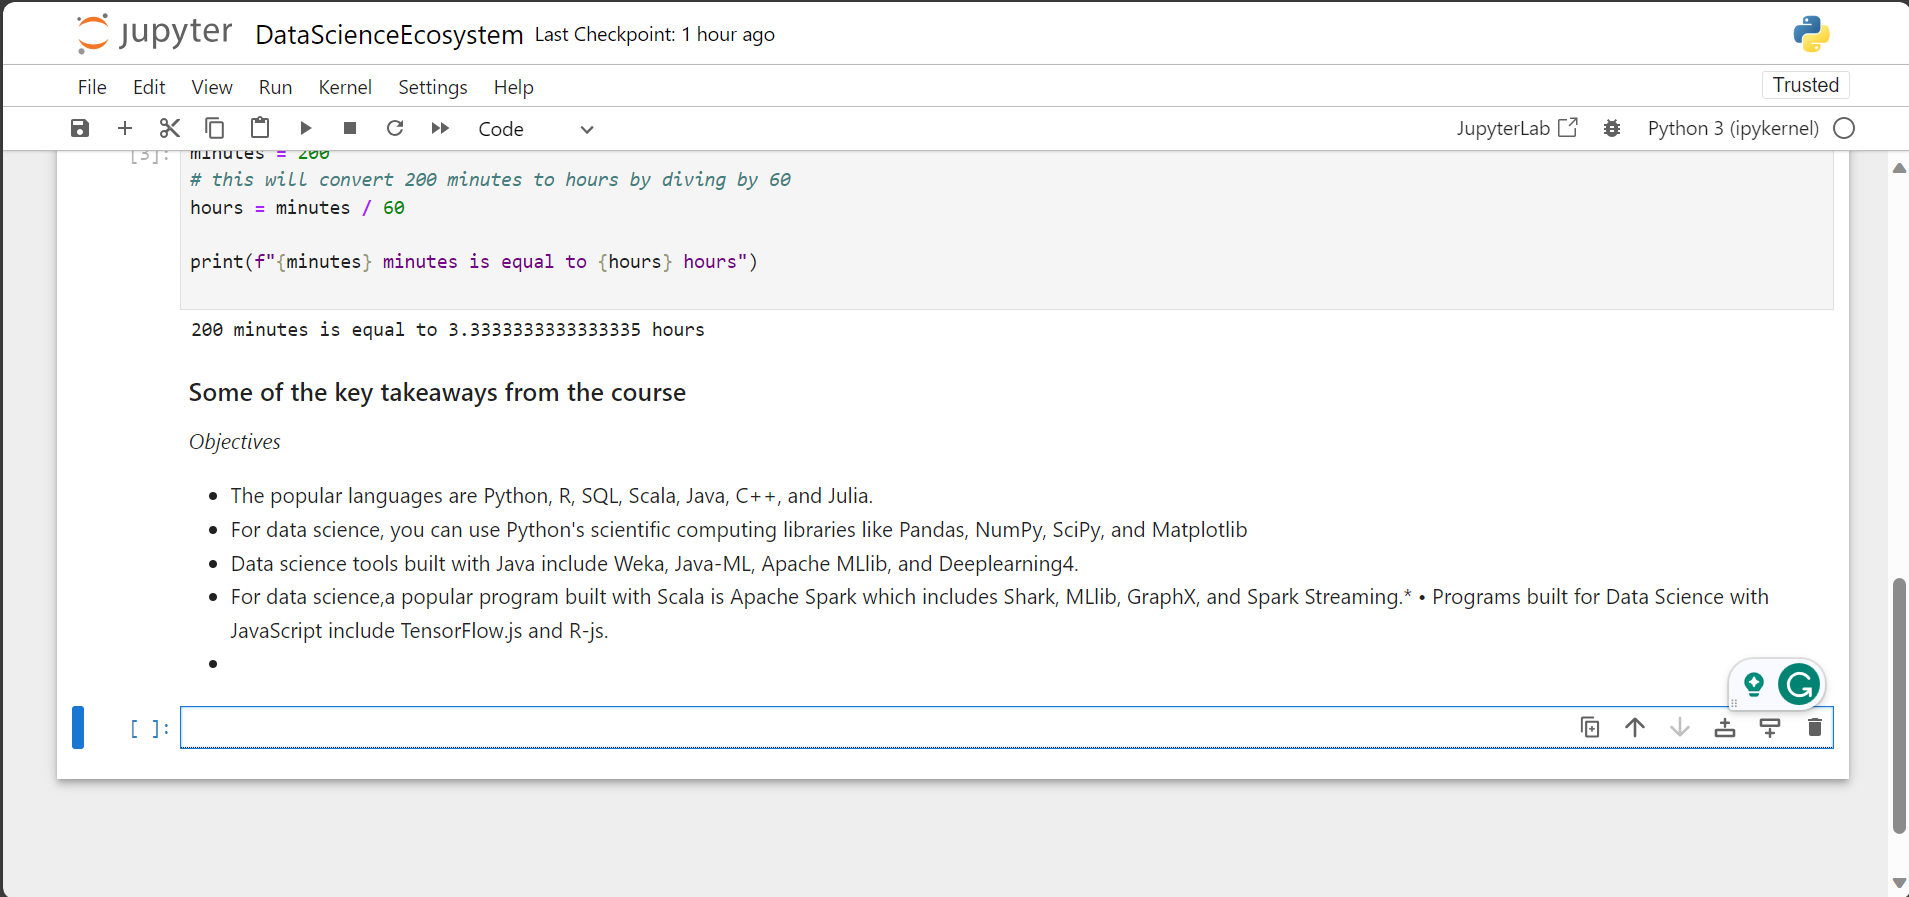 jupyter DataScienceEcosystem Last Checkpoint: 1 hour ago
File Edit View Run Kernel Settings Help Trusted
Code JupyterLab Python 3 (ipykernel)
[3]: minutes = 200
# this will convert 200 minutes to hours by diving by 60
hours = minutes / 60
print(f"{minutes} minutes is equal to {hours} hours")
200 minutes is equal to 3.3333333333333335 hours
Some of the key takeaways from the course
Objectives
• The popular languages are Python, R, SQL, Scala, Java, C++, and Julia.
• For data science, you can use Python's scientific computing libraries like Pandas, NumPy, SciPy, and Matplotlib
• Data science tools built with Java include Weka, Java-ML, Apache MLlib, and Deeplearning4.
• For data science,a popular program built with Scala is Apache Spark which includes Shark, MLlib, GraphX, and Spark Streaming.* • Programs built for Data Science with
JavaScript include TensorFlow.js and R-js.
•
[ ]: